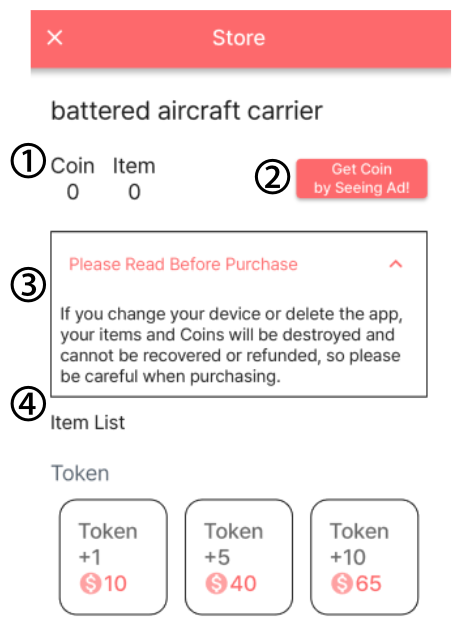 × Store
battered aircraft carrier
① Coin Item
0 0
② Get Coin
by Seeing Ad!
③ Please Read Before Purchase
If you change your device or delete the app,
your items and Coins will be destroyed and
cannot be recovered or refunded, so please
be careful when purchasing.
④ Item List
Token
Token
+1
$10
Token
+5
$40
Token
+10
$65